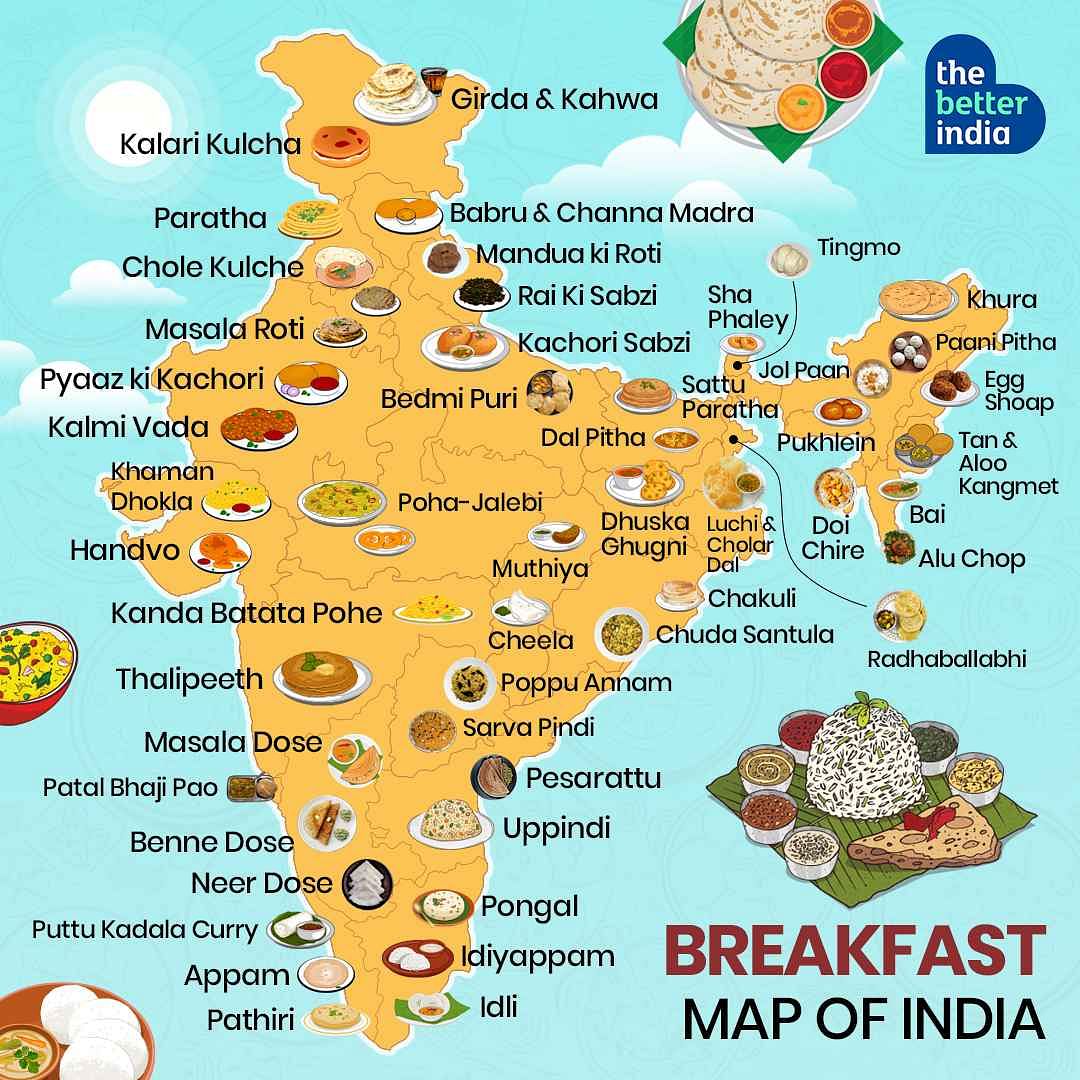 the
better
india
Girda & Kahwa
Kalari Kulcha
Paratha
Babru & Channa Madra
Chole Kulche
Mandua ki Roti
Tingmo
Rai Ki Sabzi
Sha
Phaley
Khura
Masala Roti
Kachori Sabzi
Paani Pitha
Pyaaz ki Kachori
Bedmi Puri
Sattu
Paratha
Jol Paan
Egg
Shoap
Kalmi Vada
Dal Pitha
Pukhlein
Tan &
Aloo
Kangmet
Khaman
Dhokla
Poha-Jalebi
Dhuska
Ghugni
Luchi &
Cholar
Dal
Doi
Chire
Bai
Handvo
Muthiya
Alu Chop
Kanda Batata Pohe
Cheela
Chakuli
Chuda Santula
Radhaballabhi
Thalipeeth
Poppu Annam
Sarva Pindi
Masala Dose
Patal Bhaji Pao
Pesarattu
Benne Dose
Uppindi
Neer Dose
Pongal
Puttu Kadala Curry
Idiyappam
Appam
Idli
Pathiri
BREAKFAST
MAP OF INDIA